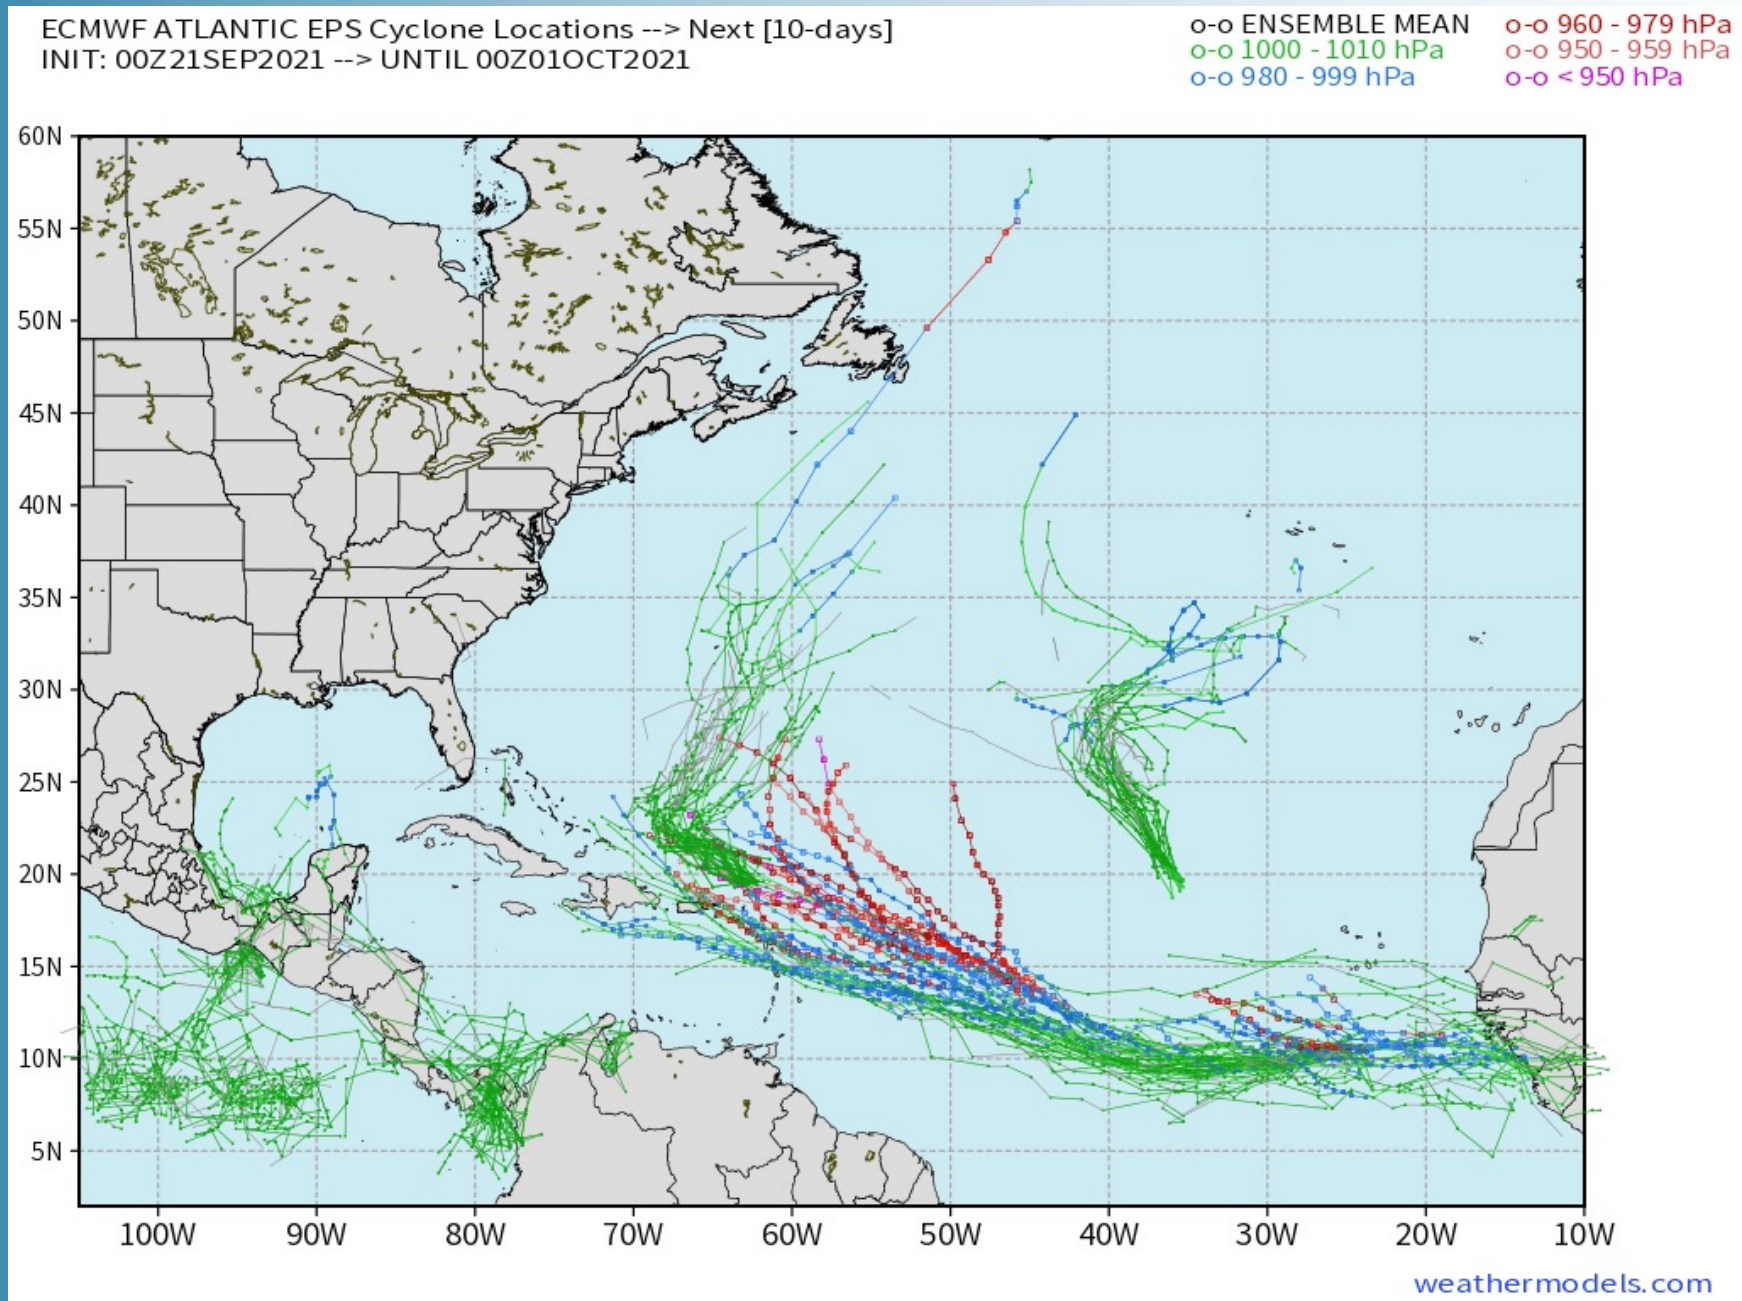 ECMWF ATLANTIC EPS Cyclone Locations --> Next [10-days]
INIT: 00Z21SEP2021 --> UNTIL 00Z01OCT2021
o-o ENSEMBLE MEAN
o-o 1000 - 1010 hPa
o-o 980 - 999 hPa
o-o 960 - 979 hPa
o-o 950 - 959 hPa
o-o < 950 hPa
60N
55N
50N
45N
40N
35N
30N
25N
20N
15N
10N
5N
100W 90W 80W 70W 60W 50W 40W 30W 20W 10W
weathermodels.com